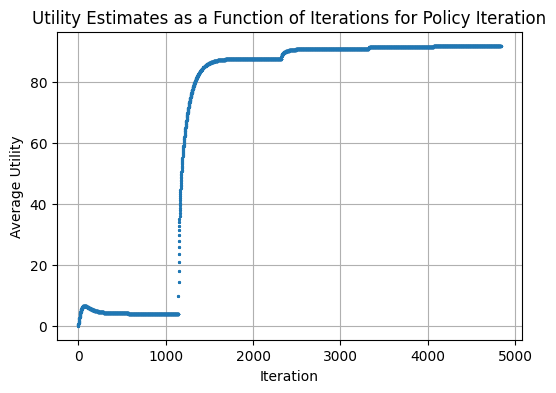 Utility Estimates as a Function of Iterations for Policy Iteration
Average Utility
80
60
40
20
0
0 1000 2000 3000 4000 5000
Iteration